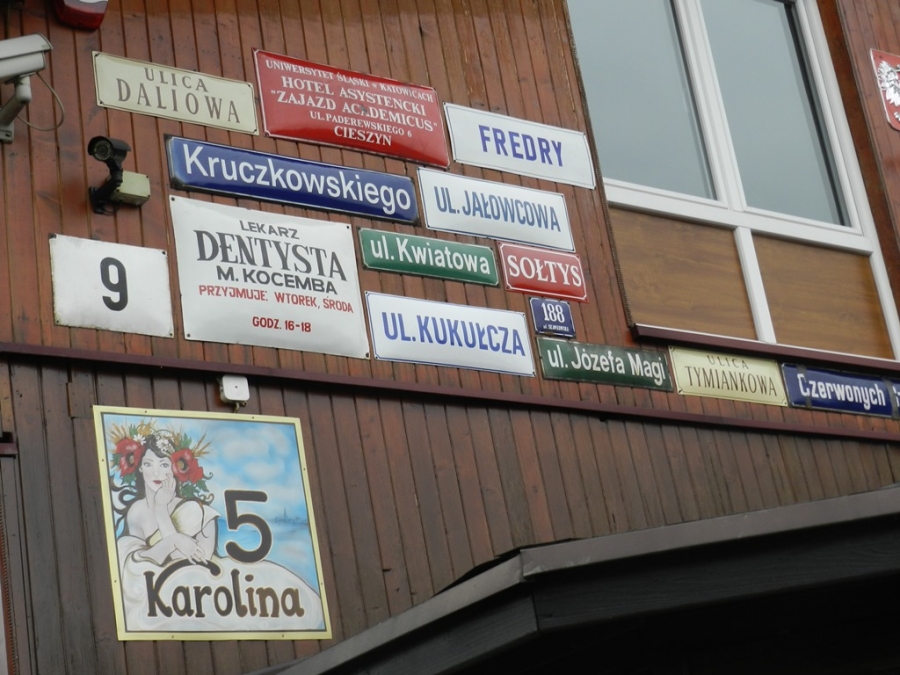 ULICA
DALIOWA
UNIWERSYTET ŚLĄSKI W KATOWICACH
HOTEL ASYSTENCKI
"ZAJAZD ACADEMICUS"
UL. PADEREWSKIEGO 6
CIESZYN
FREDRY
Kruczkowskiego
UL. JAŁOWCOWA
LEKARZ
DENTYSTA
M. KOCEMBA
PRZYJMUJE: WTOREK, ŚRODA
GODZ. 16-18
ul. Kwiatowa
SOŁTYS
9
UL. KUKUŁCZA
188
ul. Józefa Magi
ULICA
TYMIANKOWA
Czerwonych
5
Karolina